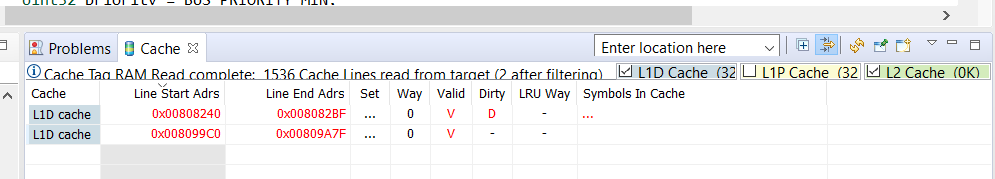 Uint32 priority = BUS_PRIORITY_MIN;
Problems Cache Enter location here
Cache Tag RAM Read complete: 1536 Cache Lines read from target (2 after filtering) L1D Cache (32 L1P Cache (32 L2 Cache (0K)
Cache Line Start Adrs Line End Adrs Set Way Valid Dirty LRU Way Symbols In Cache
L1D cache 0x00808240 0x008082BF ... 0 V D - ...
L1D cache 0x008099C0 0x00809A7F ... 0 V - -